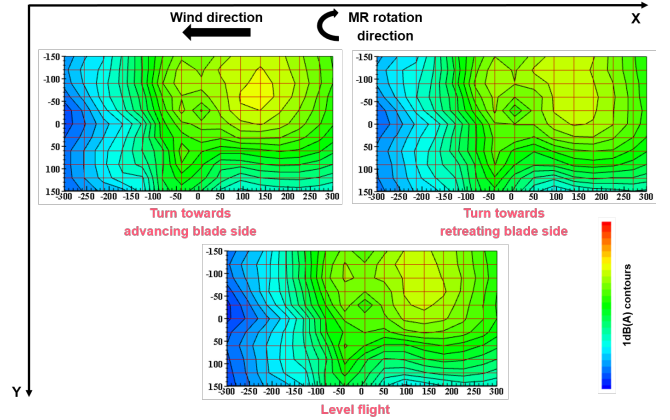 Wind direction
MR rotation
direction
X
-150
-100
-50
0
50
100
150
-300 -250 -200 -150 -100 -50 0 50 100 150 200 250 300
Turn towards
advancing blade side
-150
-100
-50
0
50
100
150
-300 -250 -200 -150 -100 -50 0 50 100 150 200 250 300
Turn towards
retreating blade side
-150
-100
-50
0
50
100
150
-300 -250 -200 -150 -100 -50 0 50 100 150 200 250 300
Level flight
1dB(A) contours
Y